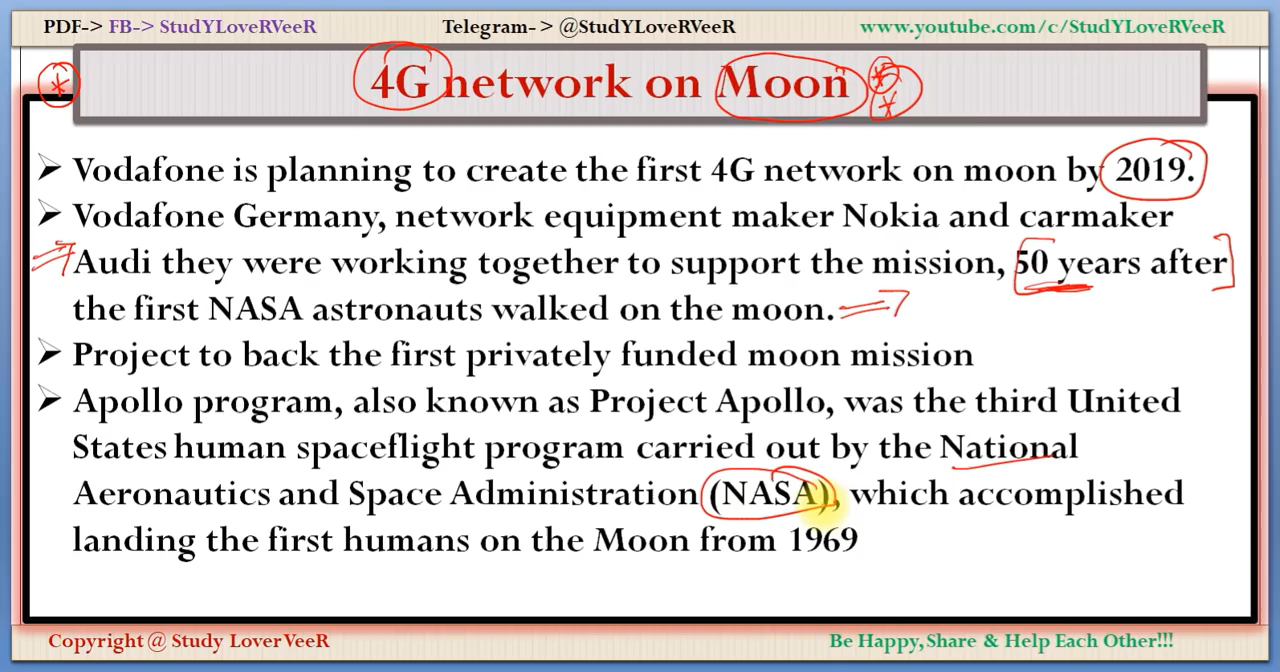 PDF-> FB-> StudYLoveRVeeR Telegram- > @StudYLoveRVeeR www.youtube.com/c/StudYLoveRVeeR
4G network on Moon
Vodafone is planning to create the first 4G network on moon by 2019.
Vodafone Germany, network equipment maker Nokia and carmaker
Audi they were working together to support the mission, 50 years after
the first NASA astronauts walked on the moon.
Project to back the first privately funded moon mission
Apollo program, also known as Project Apollo, was the third United
States human spaceflight program carried out by the National
Aeronautics and Space Administration (NASA), which accomplished
landing the first humans on the Moon from 1969
Copyright @ Study Lover VeeR Be Happy, Share & Help Each Other!!!